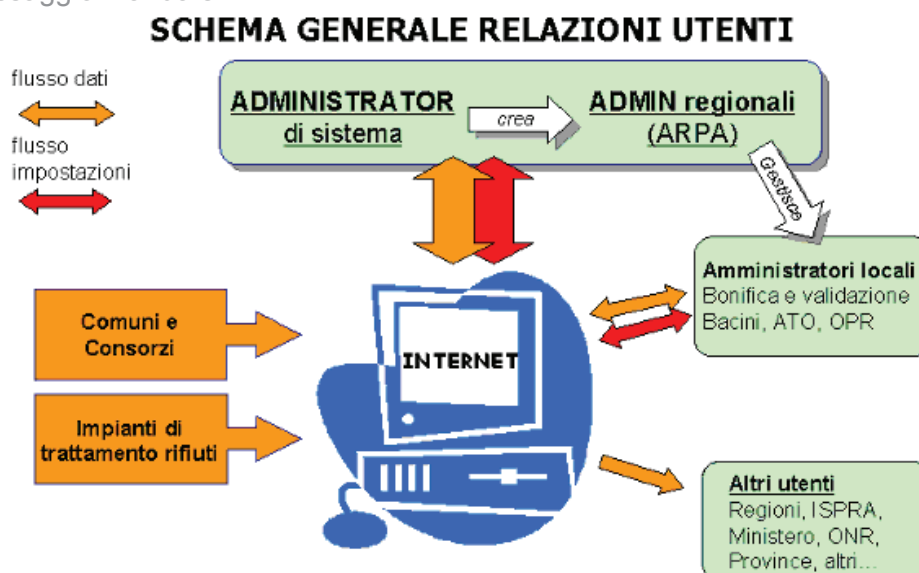 SCHEMA GENERALE RELAZIONI UTENTI
flusso dati
flusso
impostazioni
ADMINISTRATOR
di sistema
crea
ADMIN regionali
(ARPA)
Gestisce
Amministratori locali
Bonifica e validazione
Bacini, ATO, OPR
Comuni e
Consorzi
INTERNET
Impianti di
trattamento rifiuti
Altri utenti
Regioni, ISPRA,
Ministero, ONR,
Province, altri...